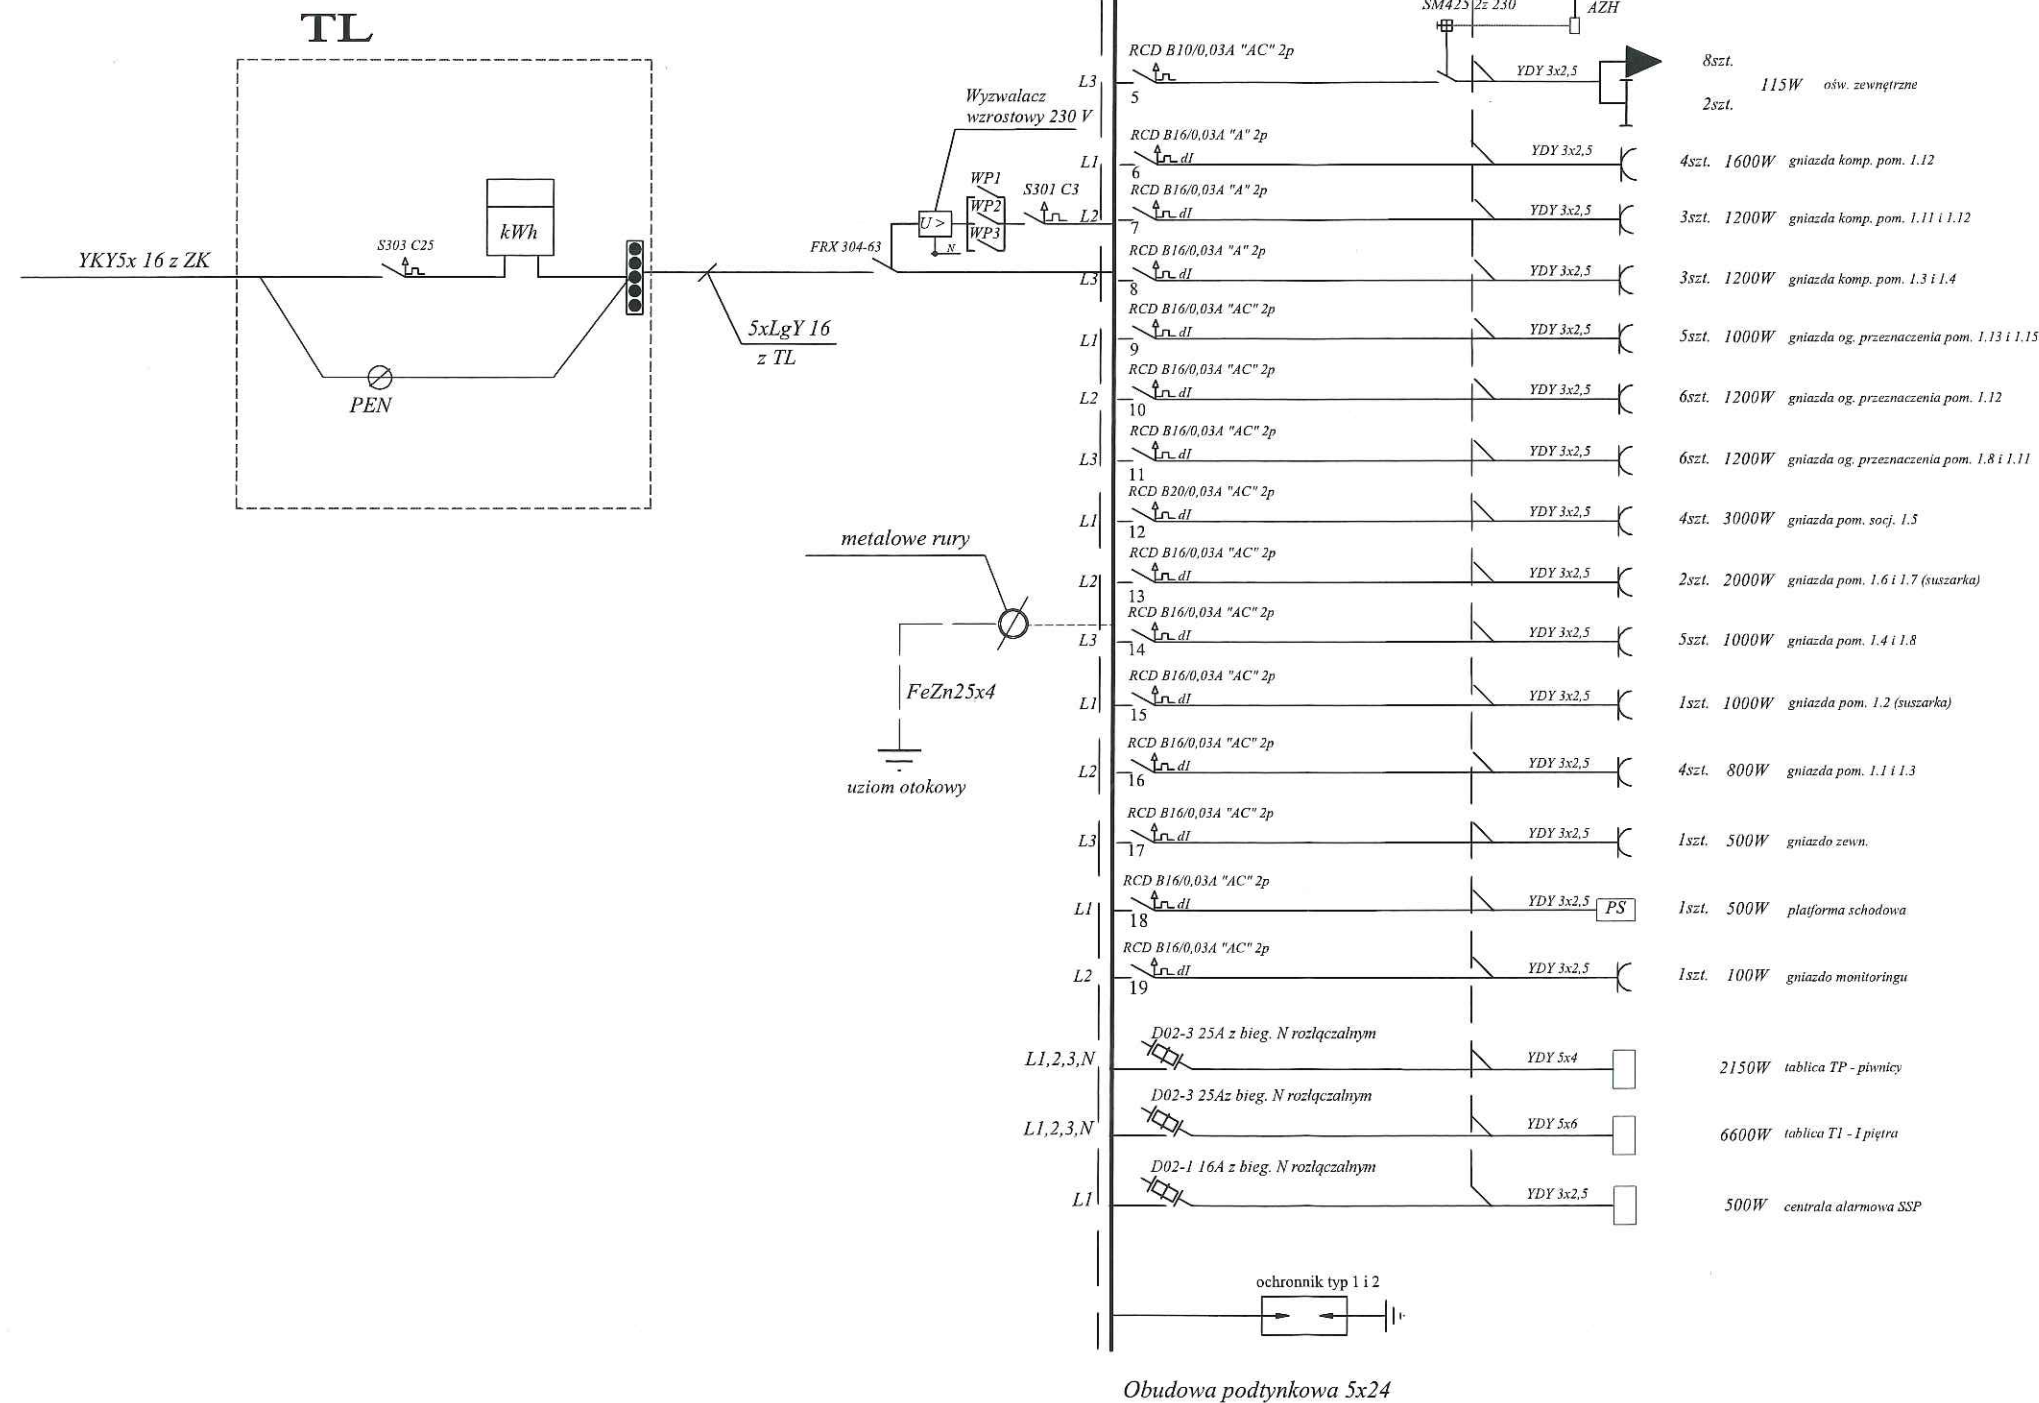 TL
YKY5x 16 z ZK
S303 C25
kWh
PEN
5xLgY 16
z TL
FRX 304-63
Wyzwalacz
wzrostowy 230 V
U >
N
WP1
WP2
WP3
S301 C3
metalowe rury
FeZn25x4
uziom otokowy
SM425 2z 230
AZH
RCD B10/0,03A "AC" 2p
L3
5
YDY 3x2,5
8szt.
2szt.
115W ośw. zewnętrzne
RCD B16/0,03A "A" 2p
L1 6 dI YDY 3x2,5 4szt. 1600W gniazda komp. pom. 1.12
RCD B16/0,03A "A" 2p
L2 7 dI YDY 3x2,5 3szt. 1200W gniazda komp. pom. 1.11 i 1.12
RCD B16/0,03A "A" 2p
L3 8 dI YDY 3x2,5 3szt. 1200W gniazda komp. pom. 1.3 i 1.4
RCD B16/0,03A "AC" 2p
L1 9 dI YDY 3x2,5 5szt. 1000W gniazda og. przeznaczenia pom. 1.13 i 1.15
RCD B16/0,03A "AC" 2p
L2 10 dI YDY 3x2,5 6szt. 1200W gniazda og. przeznaczenia pom. 1.12
RCD B16/0,03A "AC" 2p
L3 11 dI YDY 3x2,5 6szt. 1200W gniazda og. przeznaczenia pom. 1.8 i 1.11
RCD B20/0,03A "AC" 2p
L1 12 dI YDY 3x2,5 4szt. 3000W gniazda pom. socj. 1.5
RCD B16/0,03A "AC" 2p
L2 13 dI YDY 3x2,5 2szt. 2000W gniazda pom. 1.6 i 1.7 (suszarka)
RCD B16/0,03A "AC" 2p
L3 14 dI YDY 3x2,5 5szt. 1000W gniazda pom. 1.4 i 1.8
RCD B16/0,03A "AC" 2p
L1 15 dI YDY 3x2,5 1szt. 1000W gniazda pom. 1.2 (suszarka)
RCD B16/0,03A "AC" 2p
L2 16 dI YDY 3x2,5 4szt. 800W gniazda pom. 1.1 i 1.3
RCD B16/0,03A "AC" 2p
L3 17 dI YDY 3x2,5 1szt. 500W gniazdo zewn.
RCD B16/0,03A "AC" 2p
L1 18 dI YDY 3x2,5 PS 1szt. 500W platforma schodowa
RCD B16/0,03A "AC" 2p
L2 19 dI YDY 3x2,5 1szt. 100W gniazdo monitoringu
D02-3 25A z bieg. N rozłączalnym
L1,2,3,N YDY 5x4 2150W tablica TP - piwnicy
D02-3 25Az bieg. N rozłączalnym
L1,2,3,N YDY 5x6 6600W tablica T1 - I piętra
D02-1 16A z bieg. N rozłączalnym
L1 YDY 3x2,5 500W centrala alarmowa SSP
ochronnik typ 1 i 2
Obudowa podtynkowa 5x24